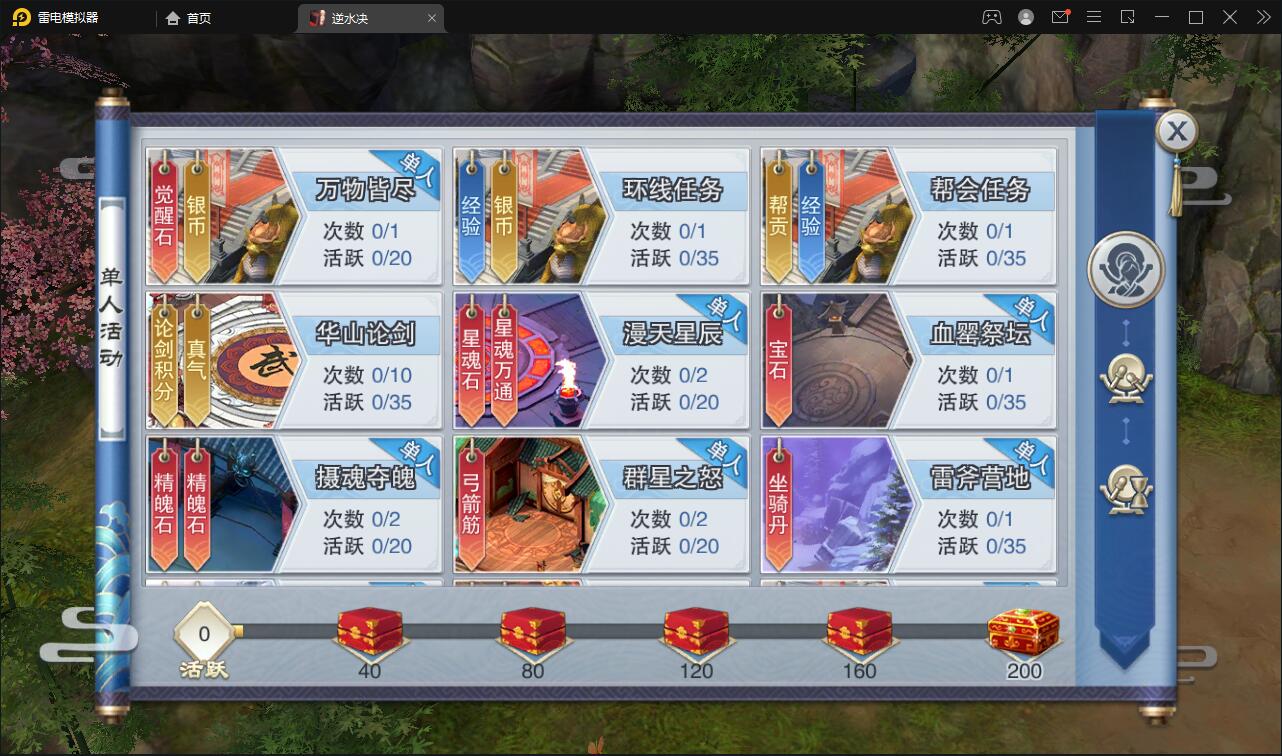 雷电模拟器
首页
逆水决
单人活动
觉醒石
银币
单人
万物皆尽
次数 0/1
活跃 0/20
经验
银币
环线任务
次数 0/1
活跃 0/35
帮贡
经验
帮会任务
次数 0/1
活跃 0/35
论剑积分
真气
华山论剑
次数 0/10
活跃 0/35
星魂石
星魂万通
单人
漫天星辰
次数 0/2
活跃 0/20
宝石
单人
血罂祭坛
次数 0/1
活跃 0/35
精魄石
精魄石
单人
摄魂夺魄
次数 0/2
活跃 0/20
弓箭筋
单人
群星之怒
次数 0/2
活跃 0/20
坐骑丹
单人
雷斧营地
次数 0/1
活跃 0/35
0
活跃
40
80
120
160
200